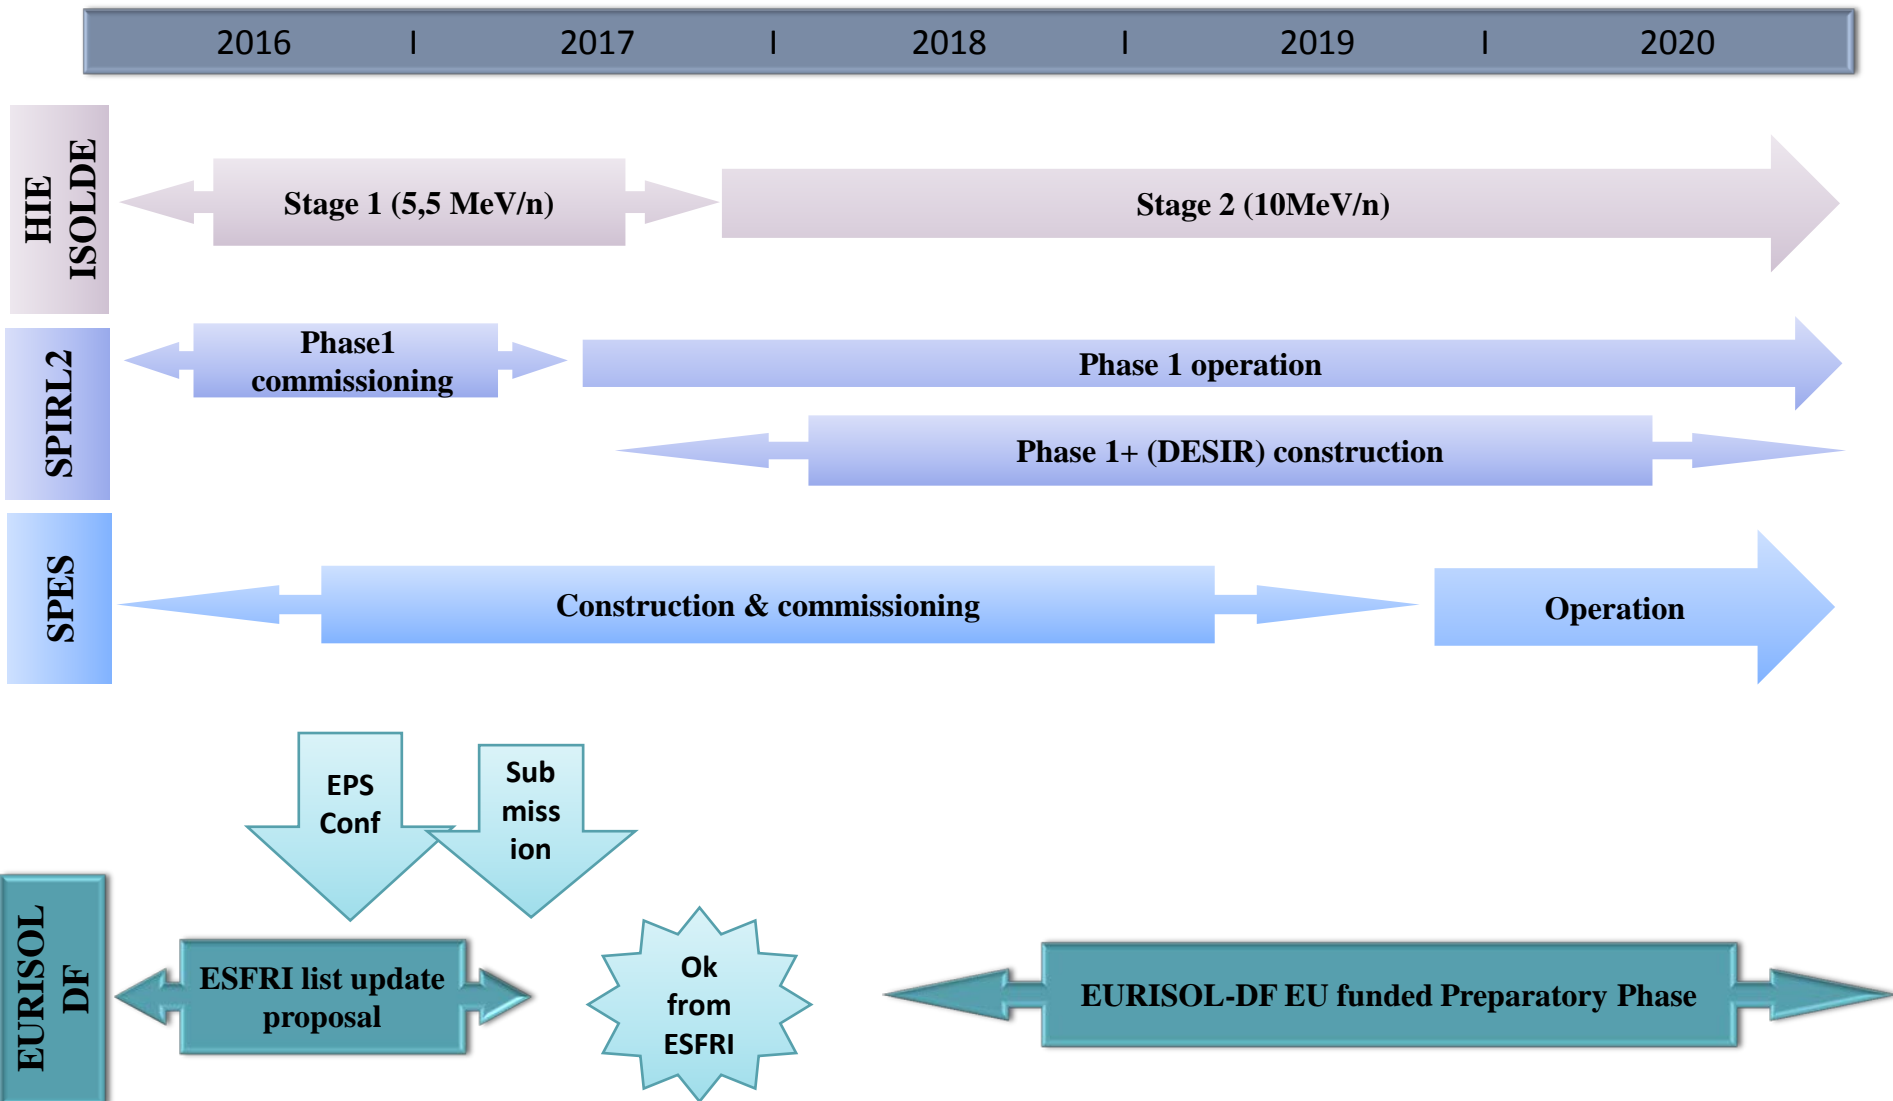 2016 I 2017 I 2018 I 2019 I 2020
HIE
ISOLDE
Stage 1 (5,5 MeV/n)
Stage 2 (10MeV/n)
SPIRL2
Phase1
commissioning
Phase 1 operation
Phase 1+ (DESIR) construction
SPES
Construction & commissioning
Operation
EPS
Conf
Sub
miss
ion
EURISOL
DF
ESFRI list update
proposal
Ok
from
ESFRI
EURISOL-DF EU funded Preparatory Phase